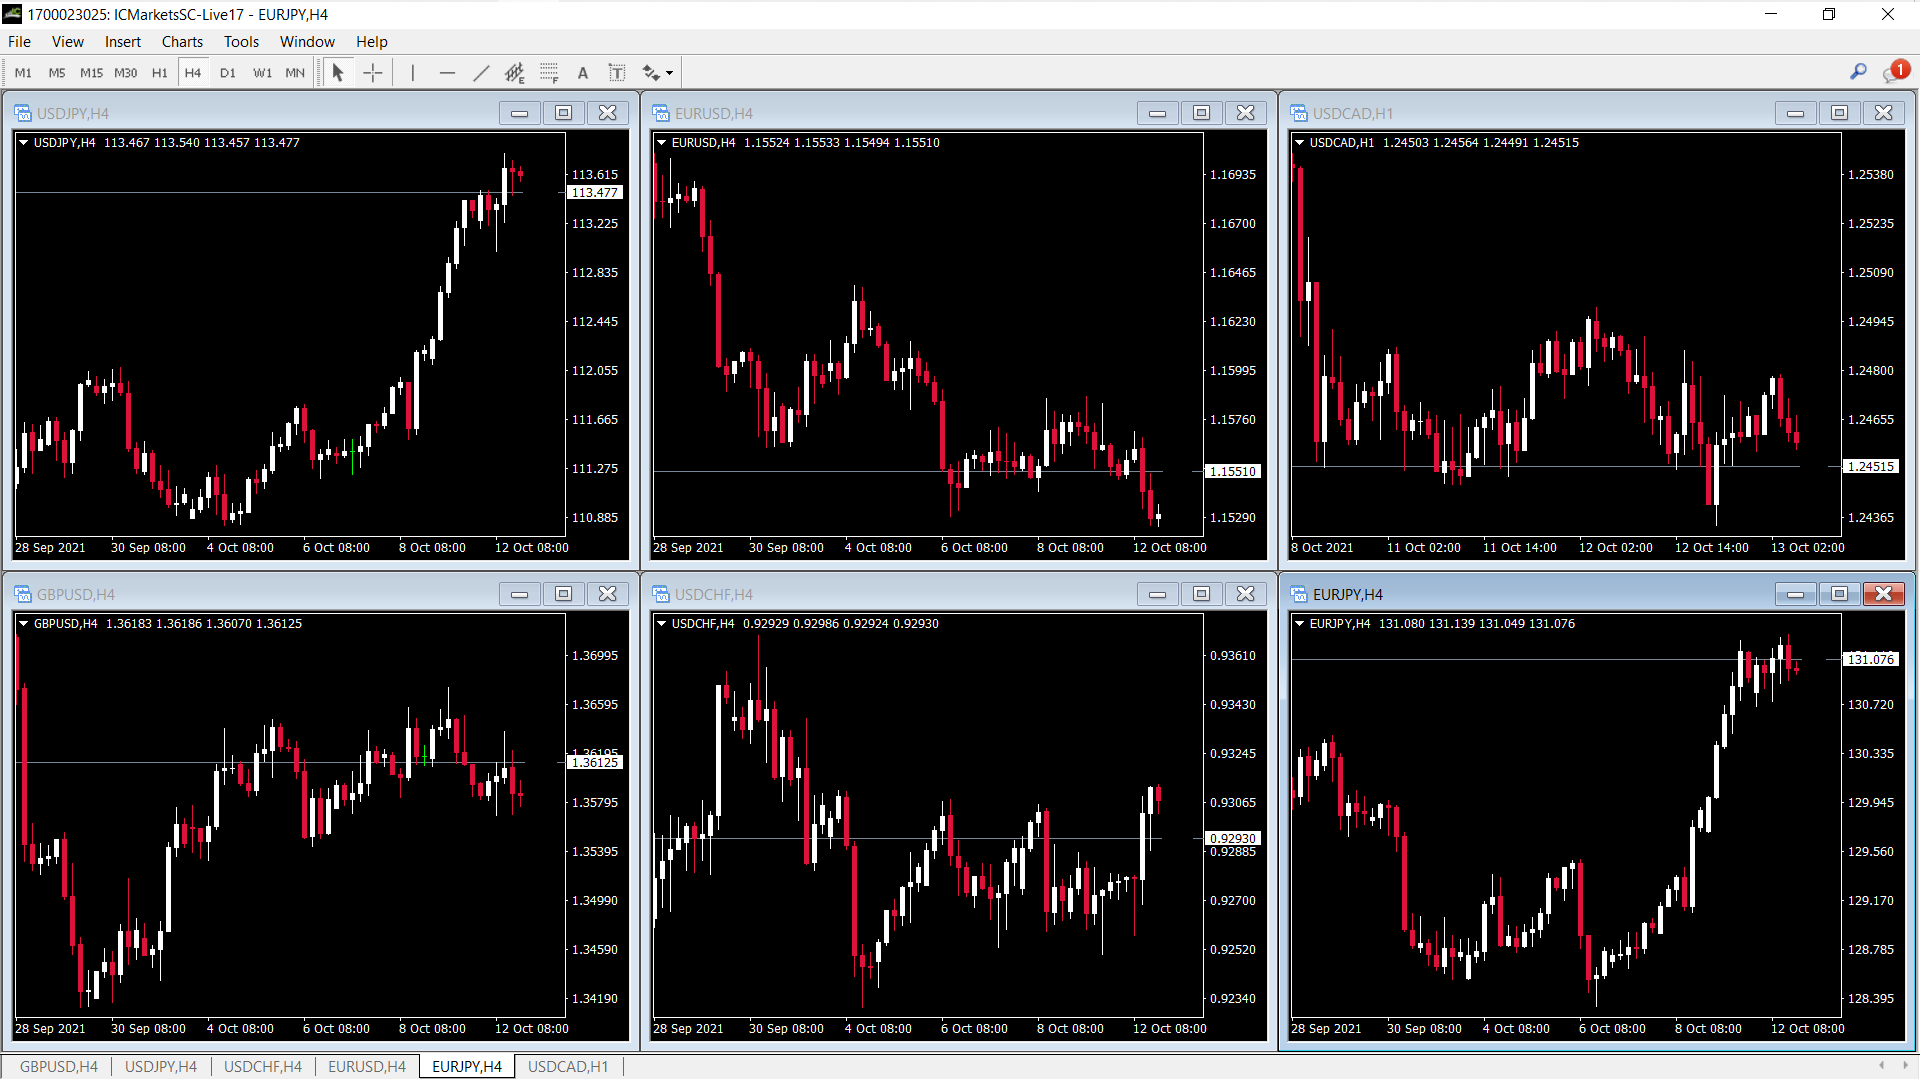 1700023025: ICMarketsSC-Live17 - EURJPY,H4
File View Insert Charts Tools Window Help
M1 M5 M15 M30 H1 H4 D1 W1 MN E F A T 1
USDJPY,H4
USDJPY,H4 113.467 113.540 113.457 113.477
113.615
113.477
113.225
112.835
112.445
112.055
111.665
111.275
110.885
28 Sep 2021 30 Sep 08:00 4 Oct 08:00 6 Oct 08:00 8 Oct 08:00 12 Oct 08:00
EURUSD,H4
EURUSD,H4 1.15524 1.15533 1.15494 1.15510
1.16935
1.16700
1.16465
1.16230
1.15995
1.15760
1.15510
1.15290
28 Sep 2021 30 Sep 08:00 4 Oct 08:00 6 Oct 08:00 8 Oct 08:00 12 Oct 08:00
USDCAD,H1
USDCAD,H1 1.24503 1.24564 1.24491 1.24515
1.25380
1.25235
1.25090
1.24945
1.24800
1.24655
1.24515
1.24365
8 Oct 2021 11 Oct 02:00 11 Oct 14:00 12 Oct 02:00 12 Oct 14:00 13 Oct 02:00
GBPUSD,H4
GBPUSD,H4 1.36183 1.36186 1.36070 1.36125
1.36995
1.36595
1.36195
1.36125
1.35795
1.35395
1.34990
1.34590
1.34190
28 Sep 2021 30 Sep 08:00 4 Oct 08:00 6 Oct 08:00 8 Oct 08:00 12 Oct 08:00
USDCHF,H4
USDCHF,H4 0.92929 0.92986 0.92924 0.92930
0.93610
0.93430
0.93245
0.93065
0.92930
0.92885
0.92700
0.92520
0.92340
28 Sep 2021 30 Sep 08:00 4 Oct 08:00 6 Oct 08:00 8 Oct 08:00 12 Oct 08:00
EURJPY,H4
EURJPY,H4 131.080 131.139 131.049 131.076
131.076
130.720
130.335
129.945
129.560
129.170
128.785
128.395
28 Sep 2021 30 Sep 08:00 4 Oct 08:00 6 Oct 08:00 8 Oct 08:00 12 Oct 08:00
GBPUSD,H4 USDJPY,H4 USDCHF,H4 EURUSD,H4 EURJPY,H4 USDCAD,H1